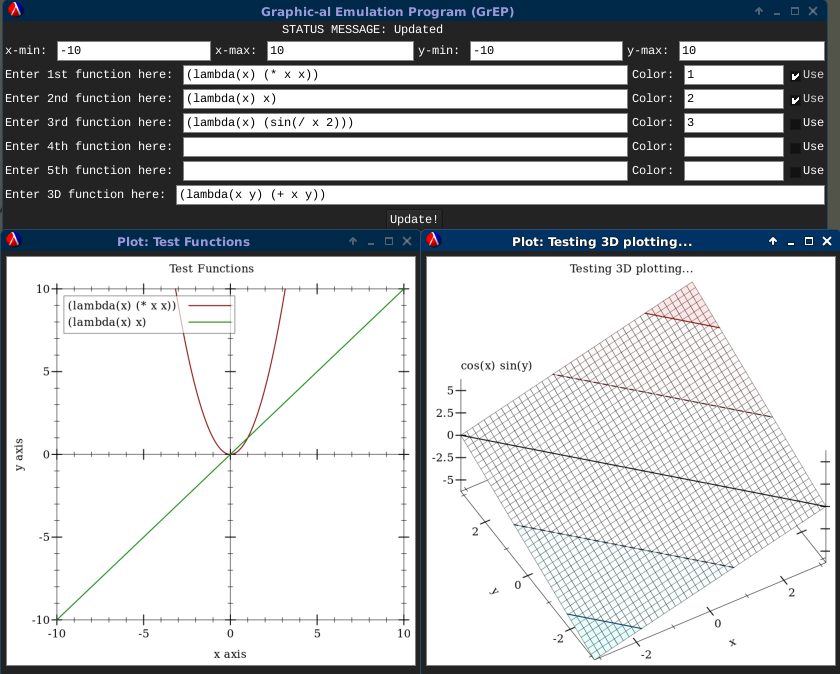 Graphic-al Emulation Program (GrEP)
STATUS MESSAGE: Updated
x-min: -10 x-max: 10 y-min: -10 y-max: 10
Enter 1st function here: (lambda(x) (* x x)) Color: 1 Use
Enter 2nd function here: (lambda(x) x) Color: 2 Use
Enter 3rd function here: (lambda(x) (sin(/ x 2))) Color: 3 Use
Enter 4th function here: Color: Use
Enter 5th function here: Color: Use
Enter 3D function here: (lambda(x y) (+ x y))
Update!
Plot: Test Functions
Test Functions
(lambda(x) (* x x))
(lambda(x) x)
10
5
0
-5
-10
y axis
-10 -5 0 5 10
x axis
Plot: Testing 3D plotting...
Testing 3D plotting...
cos(x) sin(y)
5
2.5
0
-2.5
-5
2
0
-2
y
-2
0
2
x